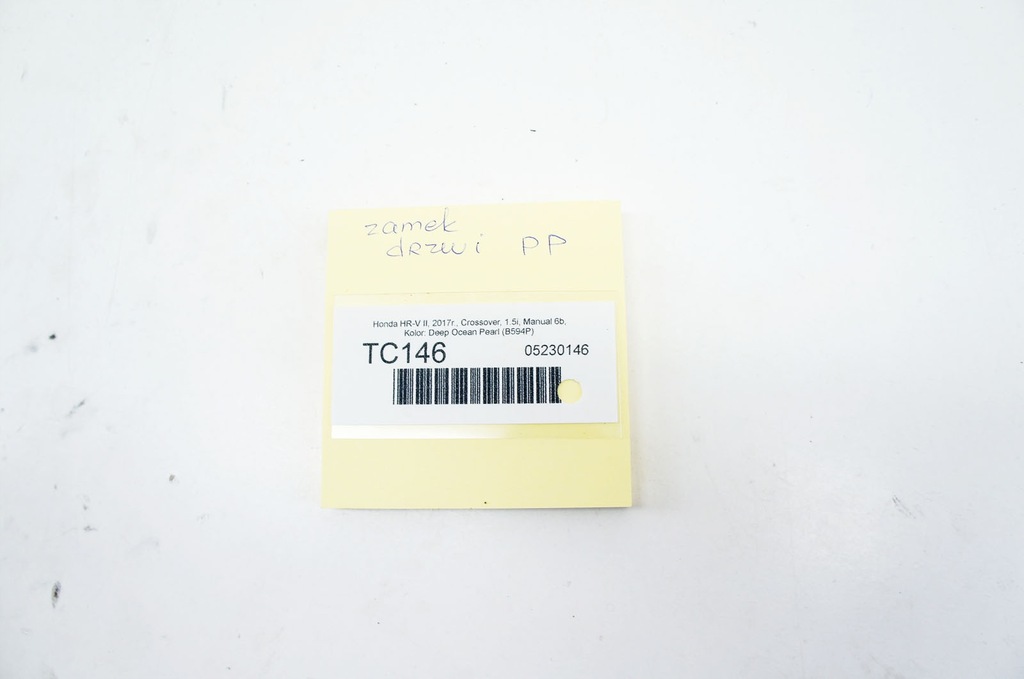 zamek
drzwi PP
Honda HR-V II, 2017r., Crossover, 1.5i, Manual 6b,
Kolor: Deep Ocean Pearl (B594P)
TC146 05230146